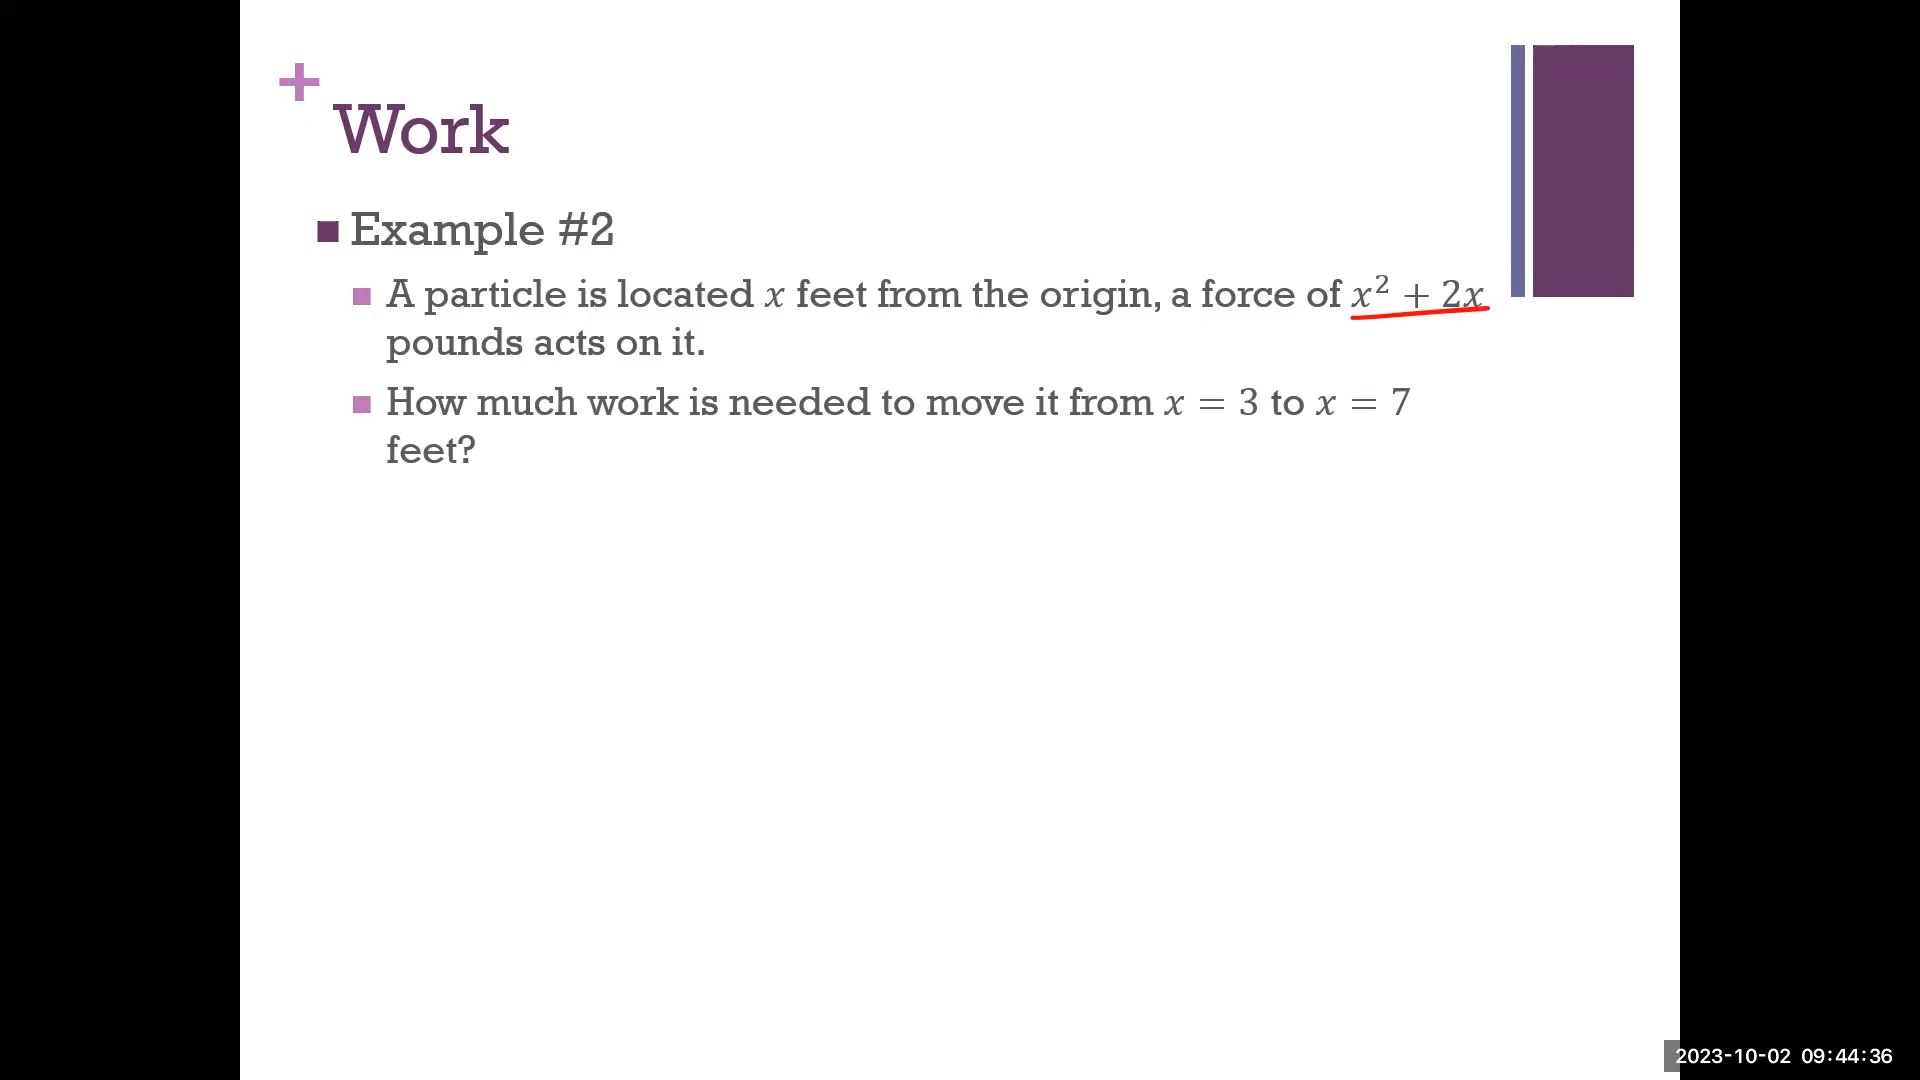 +
Work
Example #2
A particle is located x feet from the origin, a force of x² + 2x
pounds acts on it.
How much work is needed to move it from x = 3 to x = 7
feet?
2023-10-02 09:44:36